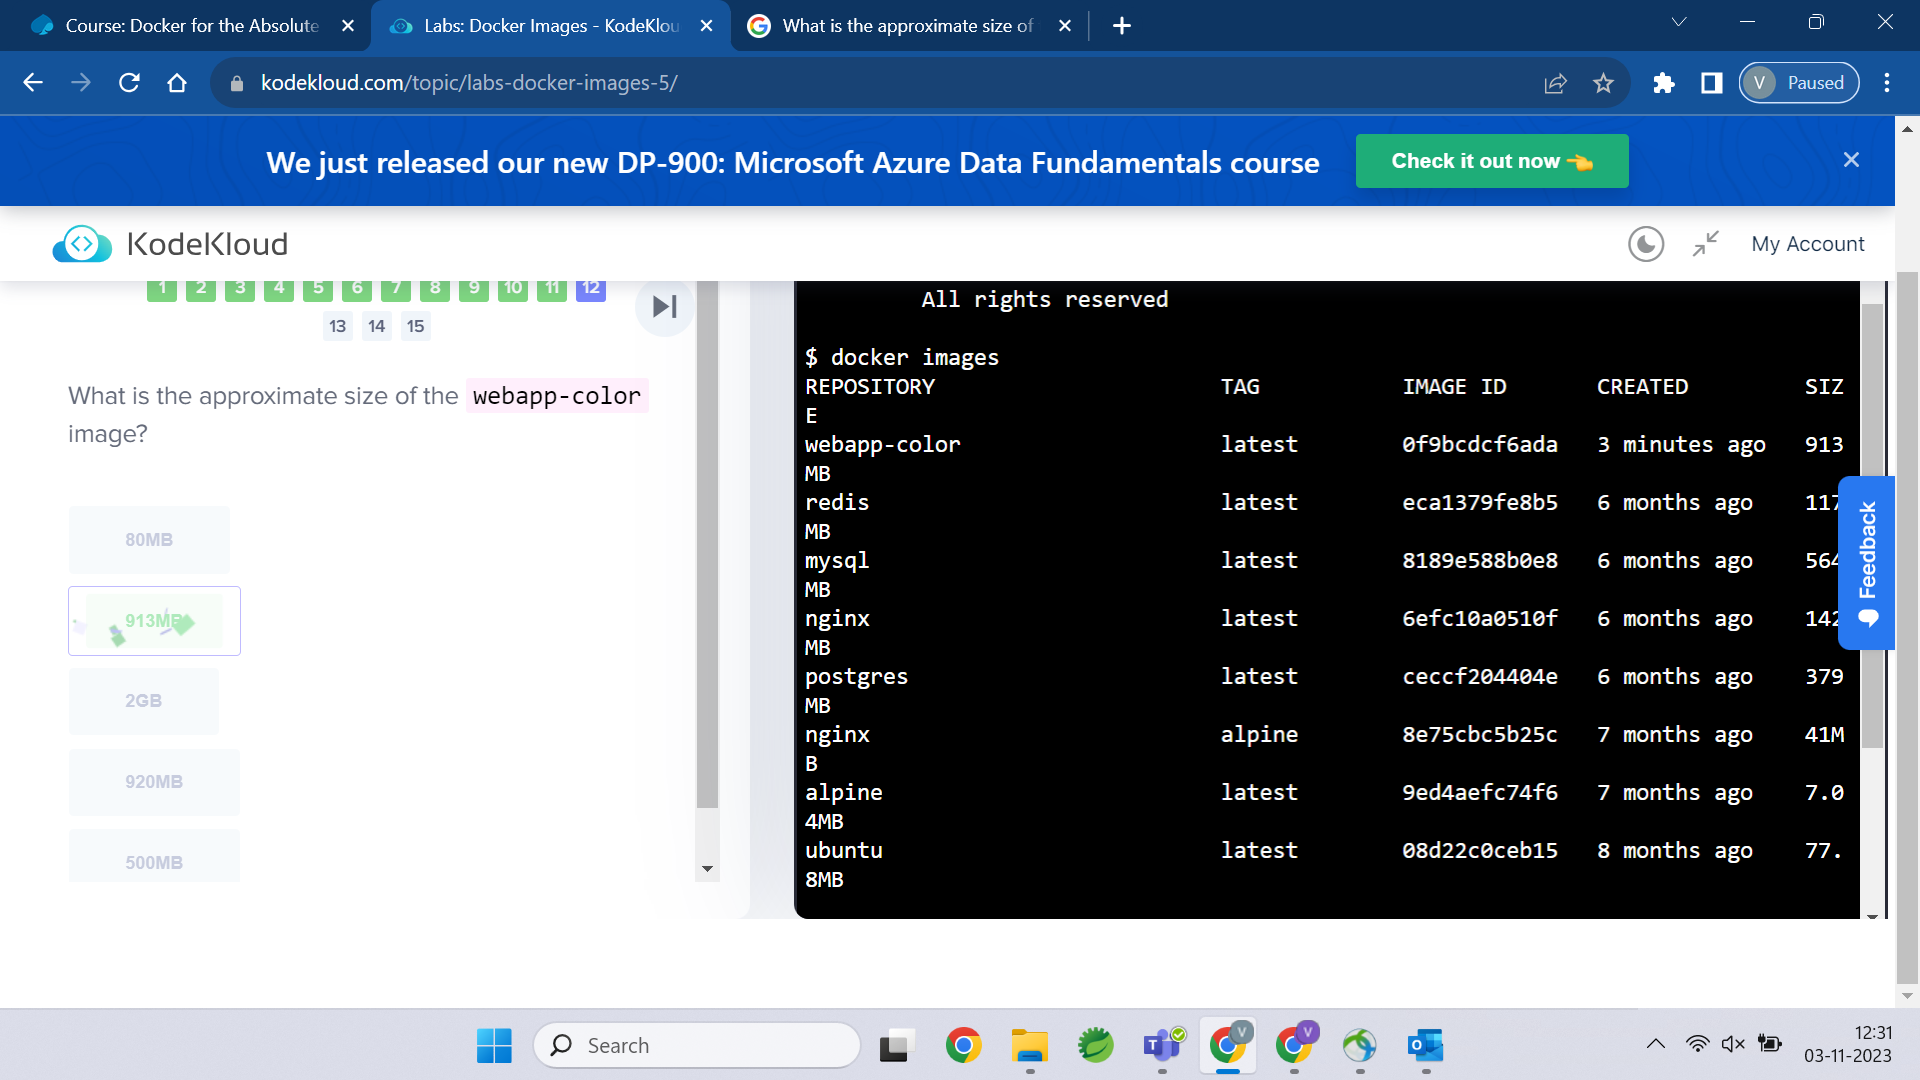 Course: Docker for the Absolute
Labs: Docker Images - KodeKlou
What is the approximate size of
kodekloud.com/topic/labs-docker-images-5/
V Paused
We just released our new DP-900: Microsoft Azure Data Fundamentals course
Check it out now
KodeKloud
My Account
1 2 3 4 5 6 7 8 9 10 11 12
13 14 15
What is the approximate size of the webapp-color
image?
80MB
913MB
2GB
920MB
500MB
All rights reserved
$ docker images
REPOSITORY TAG IMAGE ID CREATED SIZ
E
webapp-color latest 0f9bcdcf6ada 3 minutes ago 913
MB
redis latest eca1379fe8b5 6 months ago 117
MB
mysql latest 8189e588b0e8 6 months ago 564
MB
nginx latest 6efc10a0510f 6 months ago 142
MB
postgres latest ceccf204404e 6 months ago 379
MB
nginx alpine 8e75cbc5b25c 7 months ago 41M
B
alpine latest 9ed4aefc74f6 7 months ago 7.0
4MB
ubuntu latest 08d22c0ceb15 8 months ago 77.
8MB
Feedback
Search
12:31
03-11-2023